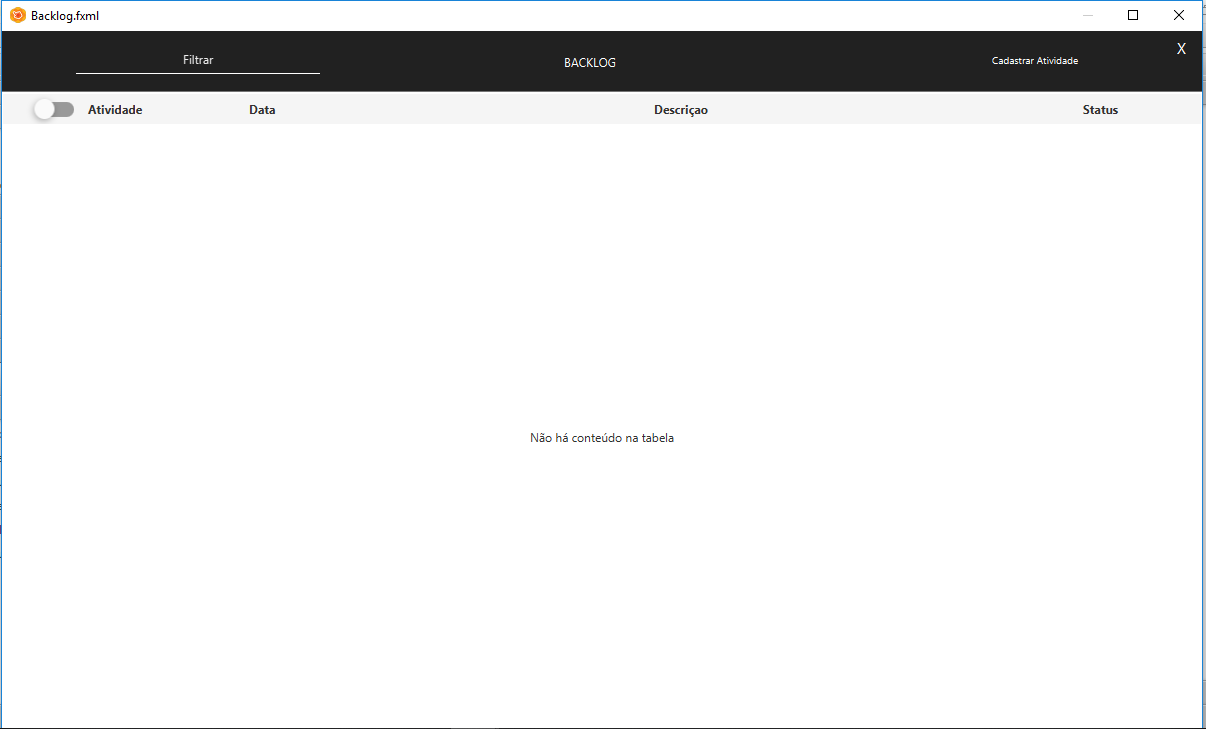 Backlog.fxml
X
Filtrar
BACKLOG
Cadastrar Atividade
Atividade
Data
Descriçao
Status
Não há conteúdo na tabela